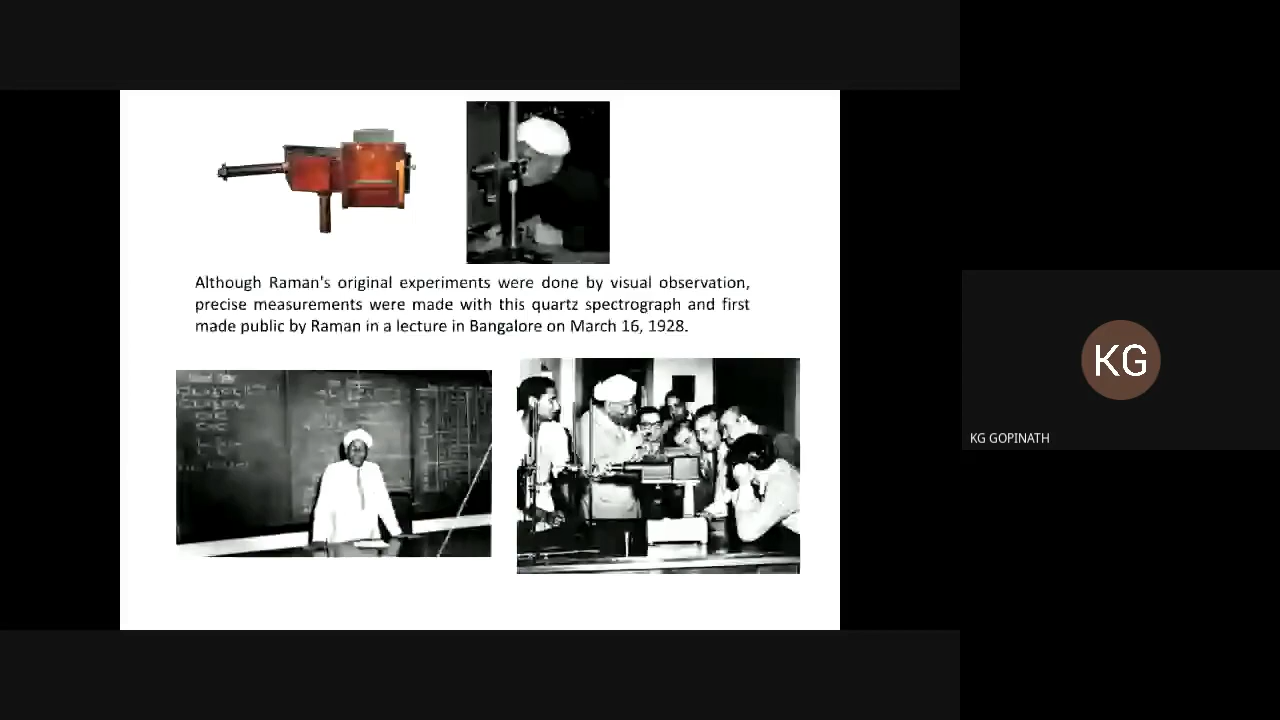 Although Raman's original experiments were done by visual observation,
precise measurements were made with this quartz spectrograph and first
made public by Raman in a lecture in Bangalore on March 16, 1928.
KG
KG GOPINATH